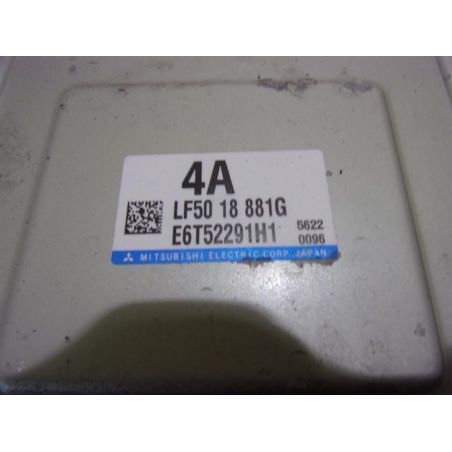 4A
LF50 18 881G
E6T52291H1 5622
0096
MITSUBISHI ELECTRIC CORP. JAPAN